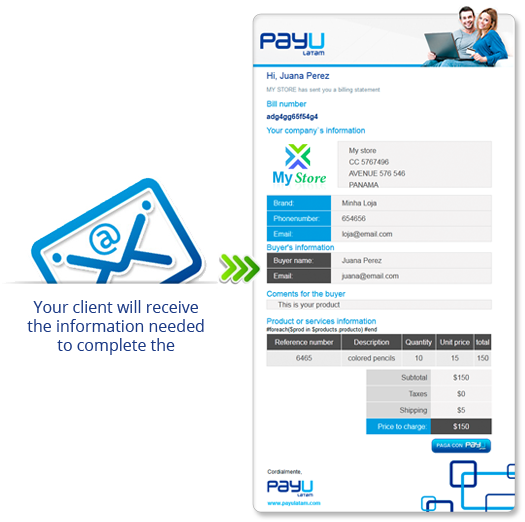 PayU
LATAM
Hi, Juana Perez
MY STORE has sent you a billing statement
Bill number
adg4gg65f54g4
Your company`s information
My Store
My store
CC 5767496
AVENUE 576 546
PANAMA
Brand: Minha Loja
Phonenumber: 654656
Email: loja@email.com
Buyer's information
Buyer name: Juana Perez
Email: juana@email.com
Coments for the buyer
This is your product
Product or services information
#foreach($prod in $products.producto) #end
Reference number Description Quantity Unit price total
6465 colored pencils 10 15 150
Subtotal $150
Taxes $0
Shipping $5
Price to charge: $150
PAGA CON PayU
Cordialmente,
PayU
LATAM
www.payulatam.com
@
Your client will receive
the information needed
to complete the